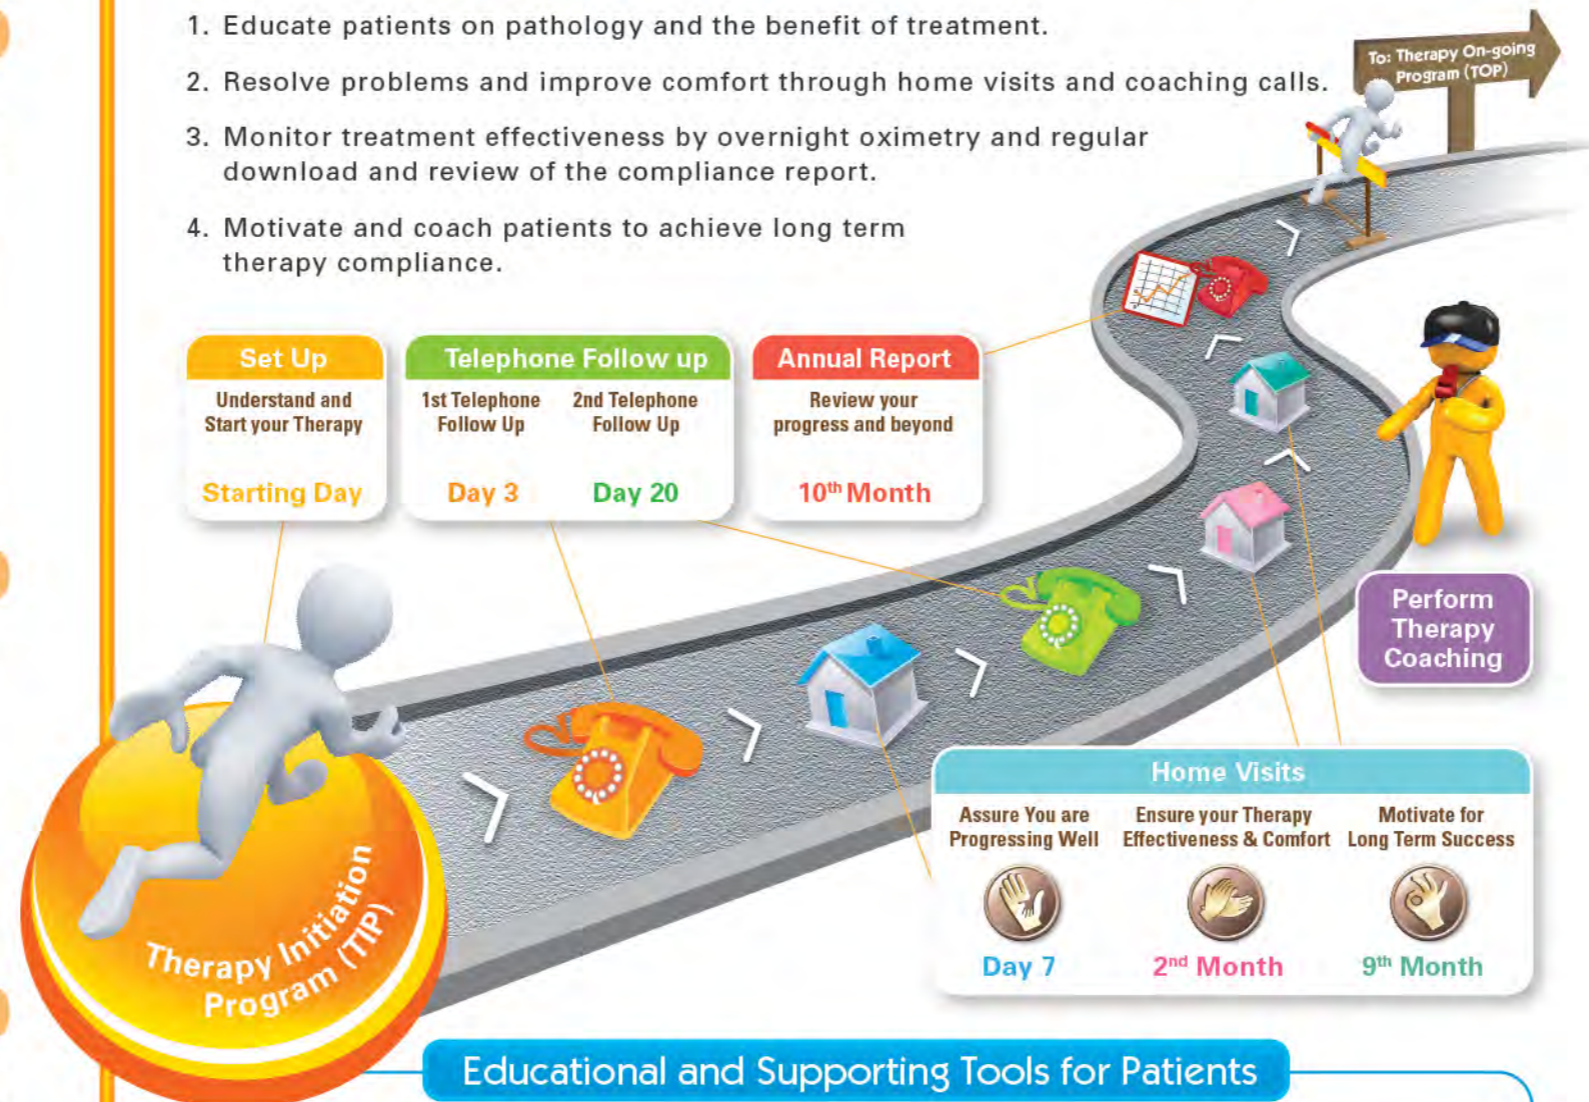 1. Educate patients on pathology and the benefit of treatment.
2. Resolve problems and improve comfort through home visits and coaching calls.
3. Monitor treatment effectiveness by overnight oximetry and regular
download and review of the compliance report.
4. Motivate and coach patients to achieve long term
therapy compliance.
To: Therapy On-going
Program (TOP)
Set Up
Understand and
Start your Therapy
Starting Day
Telephone Follow up
1st Telephone
Follow Up
Day 3
2nd Telephone
Follow Up
Day 20
Annual Report
Review your
progress and beyond
10th Month
Perform
Therapy
Coaching
Home Visits
Assure You are
Progressing Well
Day 7
Ensure your Therapy
Effectiveness & Comfort
2nd Month
Motivate for
Long Term Success
9th Month
Therapy Initiation
Program (TIP)
Educational and Supporting Tools for Patients